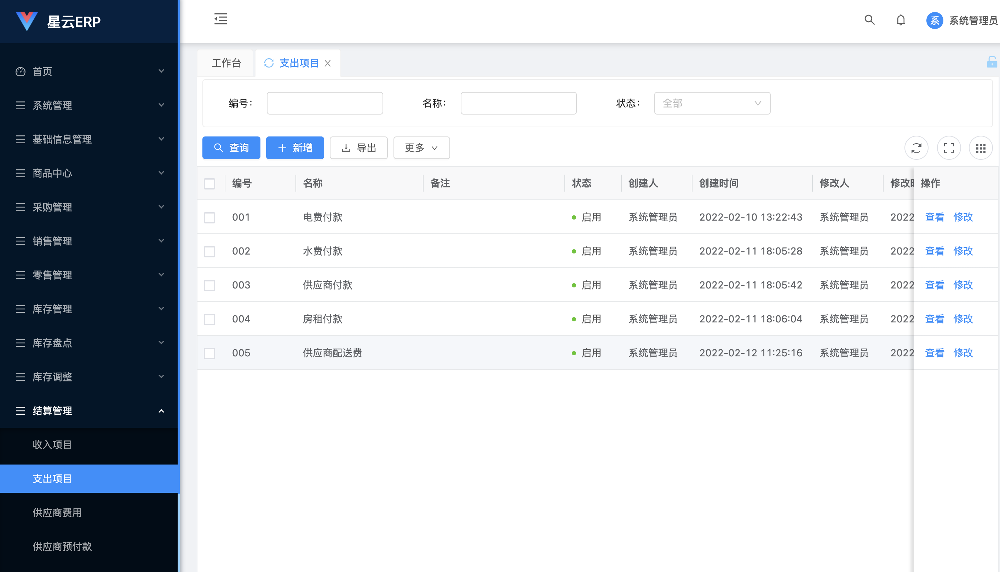 星云ERP
系 系统管理员
首页
系统管理
基础信息管理
商品中心
采购管理
销售管理
零售管理
库存管理
库存盘点
库存调整
结算管理
收入项目
支出项目
供应商费用
供应商预付款
工作台 支出项目
编号: 名称: 状态: 全部
查询 新增 导出 更多
编号 名称 备注 状态 创建人 创建时间 修改人 修改 操作
001 电费付款 启用 系统管理员 2022-02-10 13:22:43 系统管理员 2022 查看 修改
002 水费付款 启用 系统管理员 2022-02-11 18:05:28 系统管理员 2022 查看 修改
003 供应商付款 启用 系统管理员 2022-02-11 18:05:42 系统管理员 2022 查看 修改
004 房租付款 启用 系统管理员 2022-02-11 18:06:04 系统管理员 2022 查看 修改
005 供应商配送费 启用 系统管理员 2022-02-12 11:25:16 系统管理员 2022 查看 修改